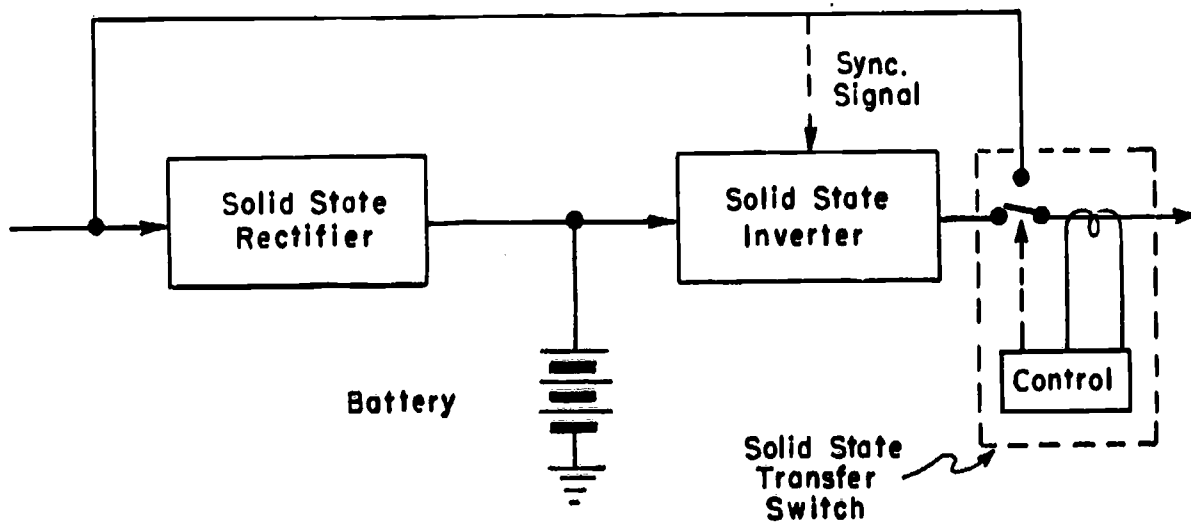 Sync.
Signal
Solid State
Rectifier
Solid State
Inverter
Battery
Control
Solid State
Transfer
Switch